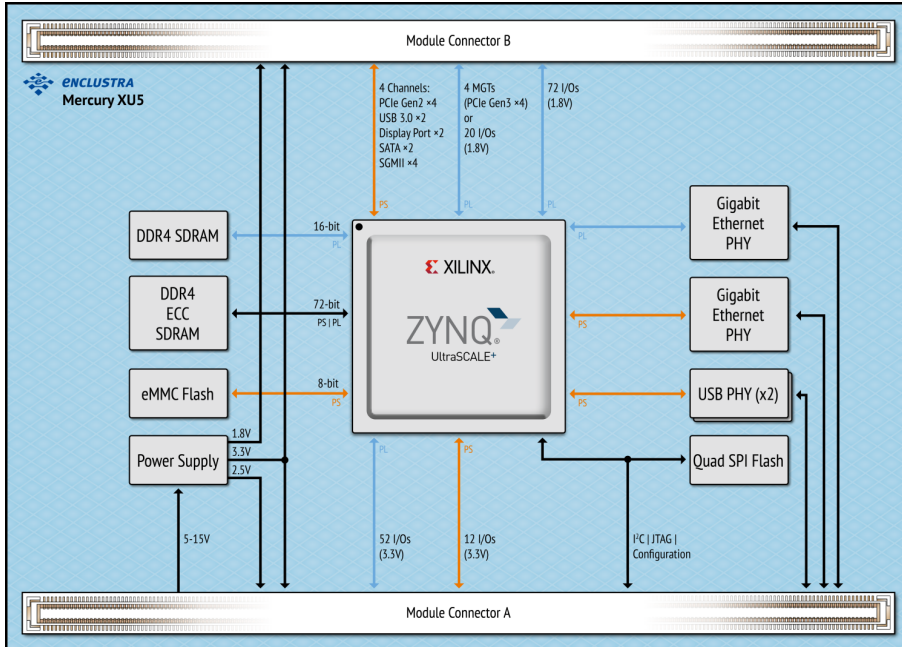 Module Connector B
ENCLUSTRA
Mercury XU5
4 Channels:
PCIe Gen2 ×4
USB 3.0 ×2
Display Port ×2
SATA ×2
SGMII ×4
PS
4 MGTs
(PCIe Gen3 ×4)
or
20 I/Os
(1.8V)
PL
72 I/Os
(1.8V)
PL
DDR4 SDRAM
16-bit
PL
DDR4
ECC
SDRAM
72-bit
PS | PL
eMMC Flash
8-bit
PS
Power Supply
1.8V
3.3V
2.5V
5-15V
XILINX®
ZYNQ®
UltraSCALE+
PL
Gigabit
Ethernet
PHY
PS
Gigabit
Ethernet
PHY
PS
USB PHY (x2)
Quad SPI Flash
PL
52 I/Os
(3.3V)
PS
12 I/Os
(3.3V)
I²C | JTAG |
Configuration
Module Connector A